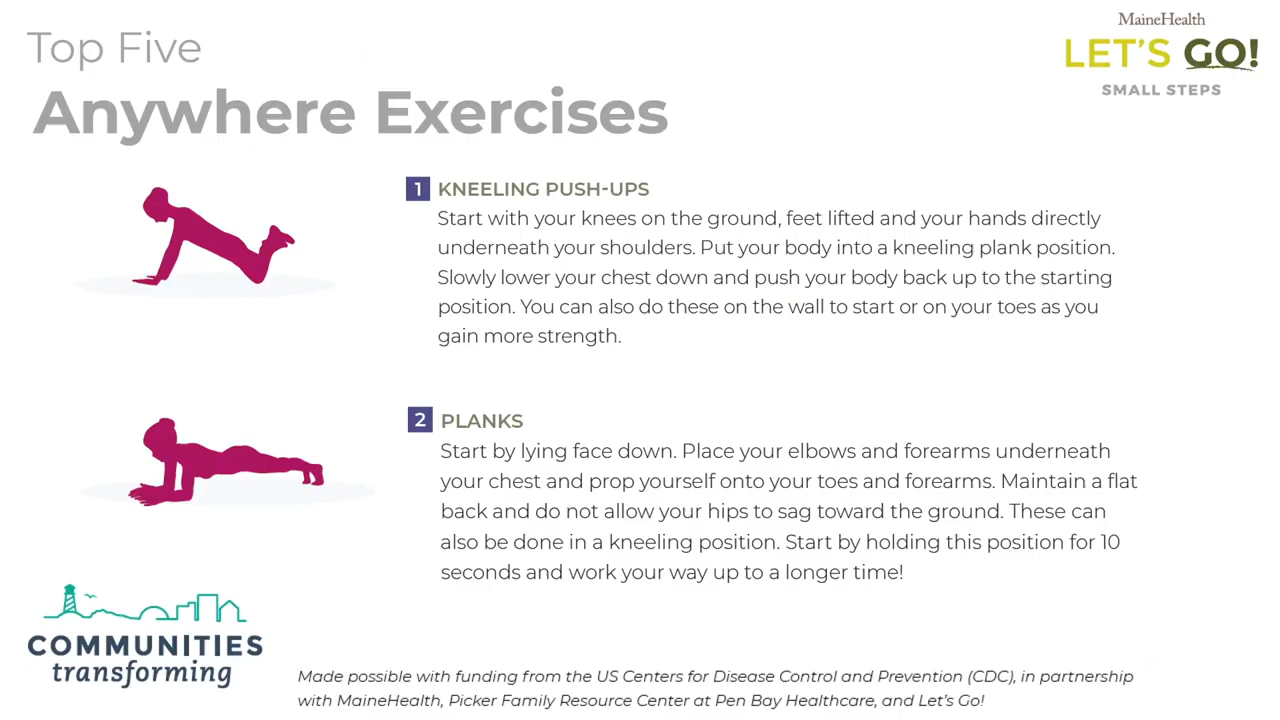 Top Five
Anywhere Exercises
MaineHealth
LET'S GO!
SMALL STEPS
1 KNEELING PUSH-UPS
Start with your knees on the ground, feet lifted and your hands directly
underneath your shoulders. Put your body into a kneeling plank position.
Slowly lower your chest down and push your body back up to the starting
position. You can also do these on the wall to start or on your toes as you
gain more strength.
2 PLANKS
Start by lying face down. Place your elbows and forearms underneath
your chest and prop yourself onto your toes and forearms. Maintain a flat
back and do not allow your hips to sag toward the ground. These can
also be done in a kneeling position. Start by holding this position for 10
seconds and work your way up to a longer time!
COMMUNITIES
transforming
Made possible with funding from the US Centers for Disease Control and Prevention (CDC), in partnership
with MaineHealth, Picker Family Resource Center at Pen Bay Healthcare, and Let's Go!